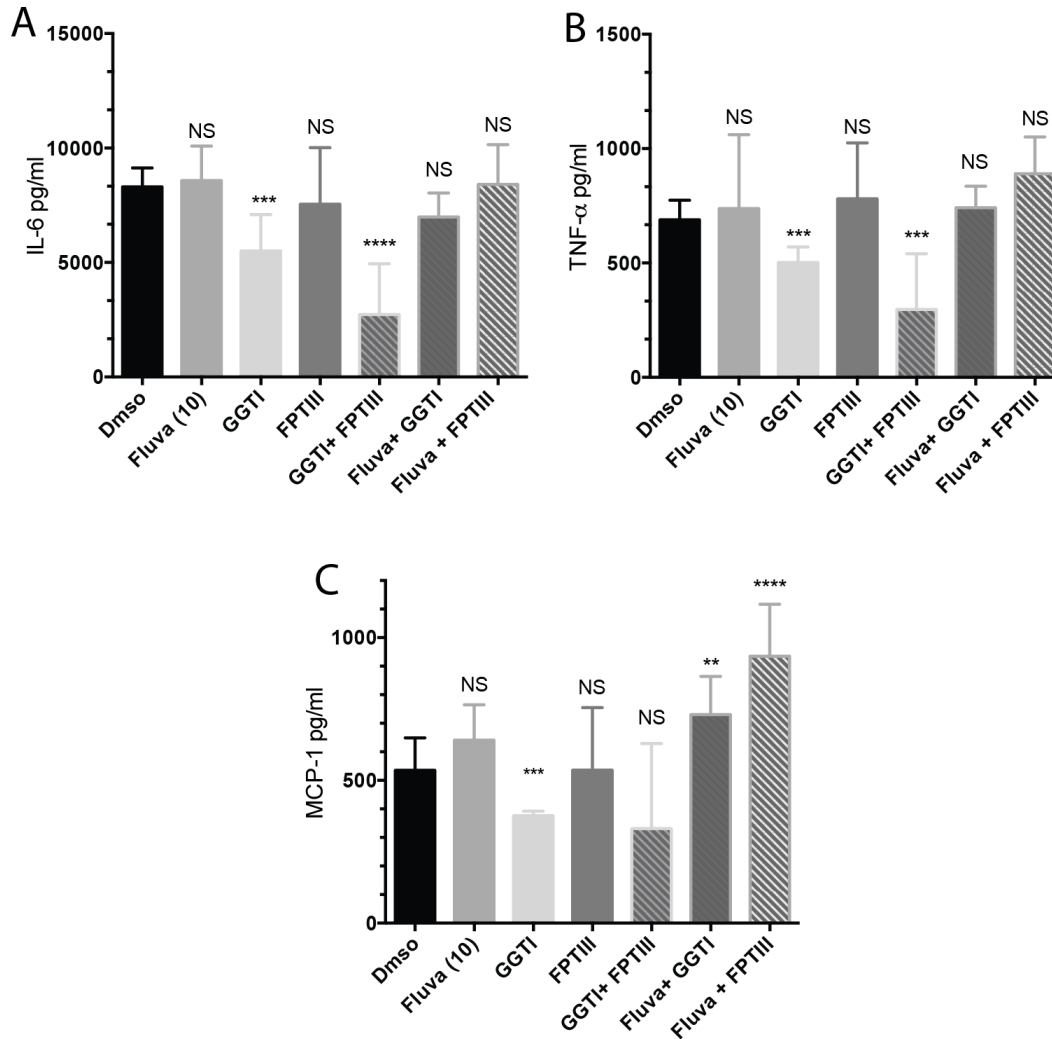 A
IL-6 pg/ml
15000
10000
5000
0
NS
***
NS
****
NS
NS
Dmso
Fluva (10)
GGTI
FPTIII
GGTI+ FPTIII
Fluva+ GGTI
Fluva + FPTIII
B
TNF-α pg/ml
1500
1000
500
0
NS
***
NS
***
NS
NS
Dmso
Fluva (10)
GGTI
FPTIII
GGTI+ FPTIII
Fluva+ GGTI
Fluva + FPTIII
C
MCP-1 pg/ml
1000
500
0
NS
***
NS
NS
**
****
Dmso
Fluva (10)
GGTI
FPTIII
GGTI+ FPTIII
Fluva+ GGTI
Fluva + FPTIII